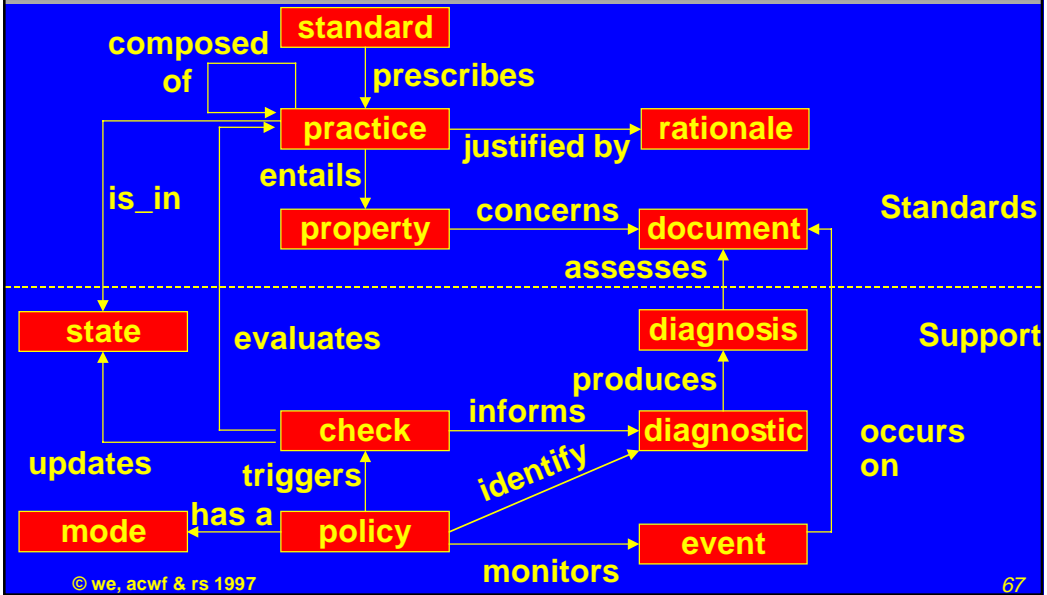 standard
composed
of
prescribes
practice
justified by
rationale
entails
is_in
property
concerns
document
Standards
assesses
state
evaluates
diagnosis
Support
produces
check
informs
diagnostic
occurs
on
updates
triggers
identify
mode
has a
policy
monitors
event
© we, acwf & rs 1997
67